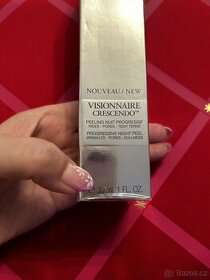 NOUVEAU / NEW
VISIONNAIRE
CRESCENDO™
PEELING NUIT PROGRESSIF
RIDES - PORES - TEINT TERNE
PROGRESSIVE NIGHT PEEL
WRINKLES - PORES - DULLNESS
30 ml 1 FL. OZ.
bazos.cz